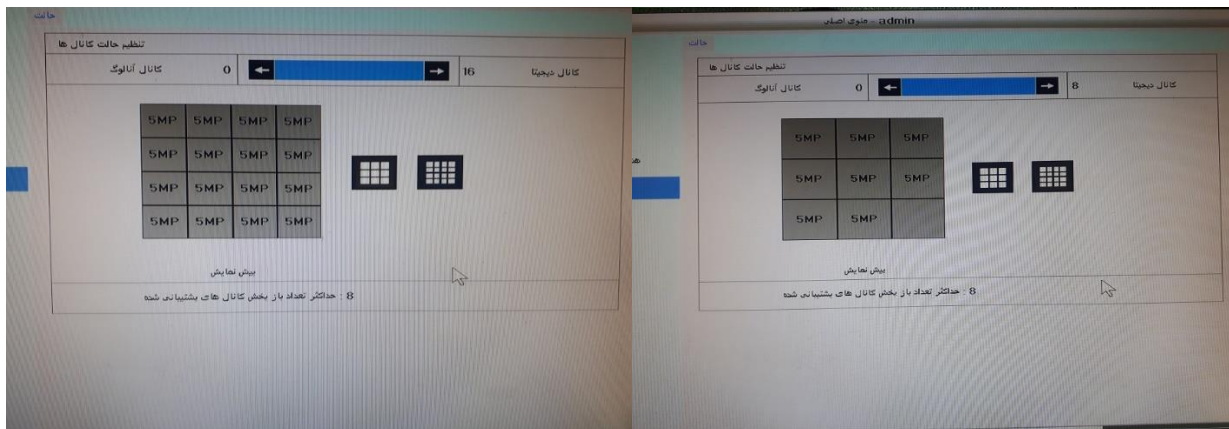 حالت
تنظیم حالت کانال ها
کانال آنالوگ 0 16 کانال دیجیتا
5MP 5MP 5MP 5MP
5MP 5MP 5MP 5MP
5MP 5MP 5MP 5MP
5MP 5MP 5MP 5MP
پیش نمایش
8 : حداکثر تعداد باز پخش کانال های پشتیبانی شده
admin - منوی اصلی
حالت
تنظیم حالت کانال ها
کانال آنالوگ 0 8 کانال دیجیتا
5MP 5MP 5MP
5MP 5MP 5MP
5MP 5MP
پیش نمایش
8 : حداکثر تعداد باز پخش کانال های پشتیبانی شده